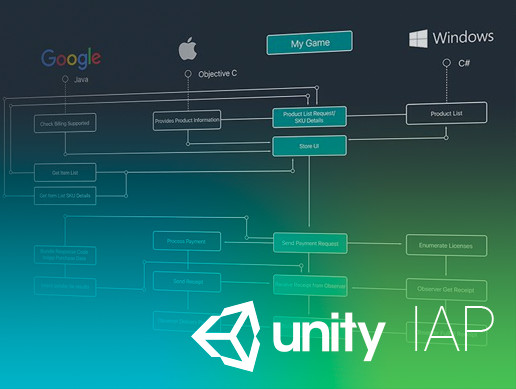 Google
My Game
Windows
Java
Objective C
C#
Check Billing Supported
Provides Product Information
Product List Request/
SKU Details
Product List
Store UI
Get Item List
Get Item List SKU Details
Process Payment
Send Payment Request
Enumerate Licenses
Send Receipt
Receive Receipt From Observer
Observer Get Receipt
unity IAP